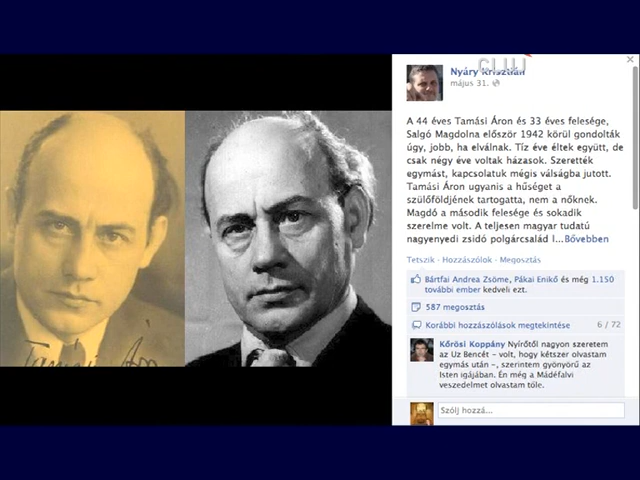 CLUJ
Nyáry Krisztián
május 31.
A 44 éves Tamási Áron és 33 éves felesége,
Salgó Magdolna először 1942 körül gondolták
úgy, jobb, ha elválnak. Tíz éve éltek együtt, de
csak négy éve voltak házasok. Szerették
egymást, kapcsolatuk mégis válságba jutott.
Tamási Áron ugyanis a hűséget a
szülőföldjének tartogatta, nem a nőknek.
Magdó a második felesége és sokadik
szerelme volt. A teljesen magyar tudatú
nagyenyedi zsidó polgárcsalád l...Bővebben
Tetszik · Hozzászólok · Megosztás
Bártfai Andrea Zsöme, Pákai Enikő és még 1.150
további ember kedveli ezt.
587 megosztás
Korábbi hozzászólások megtekintése 6 / 72
Kőrösi Koppány Nyírőtől nagyon szeretem
az Uz Bencét - volt, hogy kétszer olvastam
egymás után -, szerintem gyönyörű az
Isten igájában. Én még a Mádéfalvi
veszedelmet olvastam tőle.
Szólj hozzá...
Tamási Áron